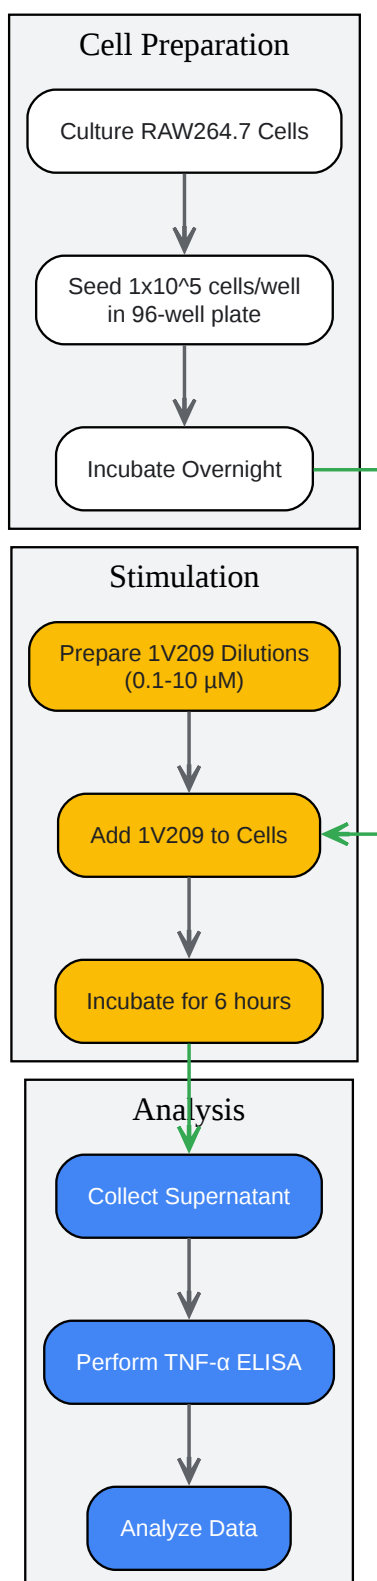 Cell Preparation
Culture RAW264.7 Cells
Seed 1x10^5 cells/well
in 96-well plate
Incubate Overnight
Stimulation
Prepare 1V209 Dilutions
(0.1-10 µM)
Add 1V209 to Cells
Incubate for 6 hours
Analysis
Collect Supernatant
Perform TNF-α ELISA
Analyze Data